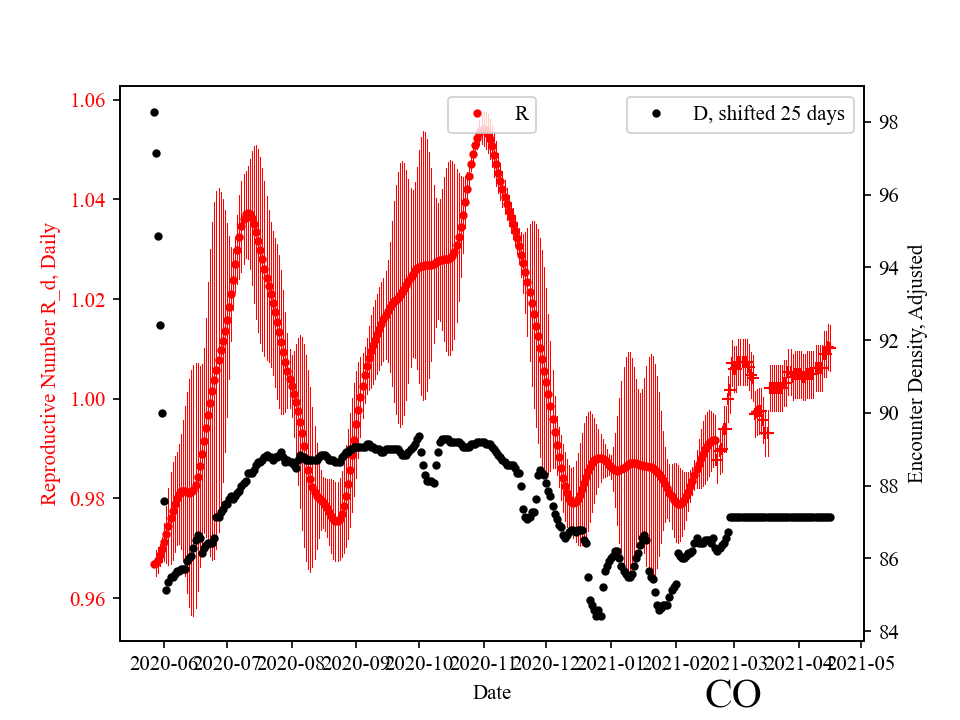 R
D, shifted 25 days
1.06
1.04
1.02
1.00
0.98
0.96
Reproductive Number R_d, Daily
98
96
94
92
90
88
86
84
Encounter Density, Adjusted
2020-06 2020-07 2020-08 2020-09 2020-10 2020-11 2020-12 2021-01 2021-02 2021-03 2021-04 2021-05
Date
CO